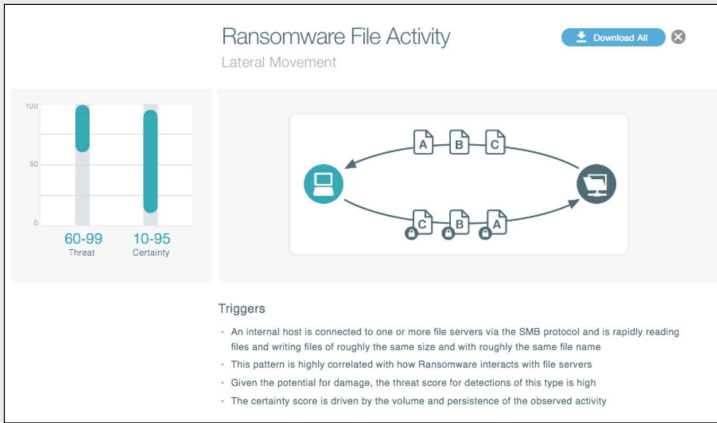 Ransomware File Activity
Download All
Lateral Movement
100
50
0
60-99
Threat
10-95
Certainty
A B C
C B A
Triggers
· An internal host is connected to one or more file servers via the SMB protocol and is rapidly reading
files and writing files of roughly the same size and with roughly the same file name
· This pattern is highly correlated with how Ransomware interacts with file servers
· Given the potential for damage, the threat score for detections of this type is high
· The certainty score is driven by the volume and persistence of the observed activity